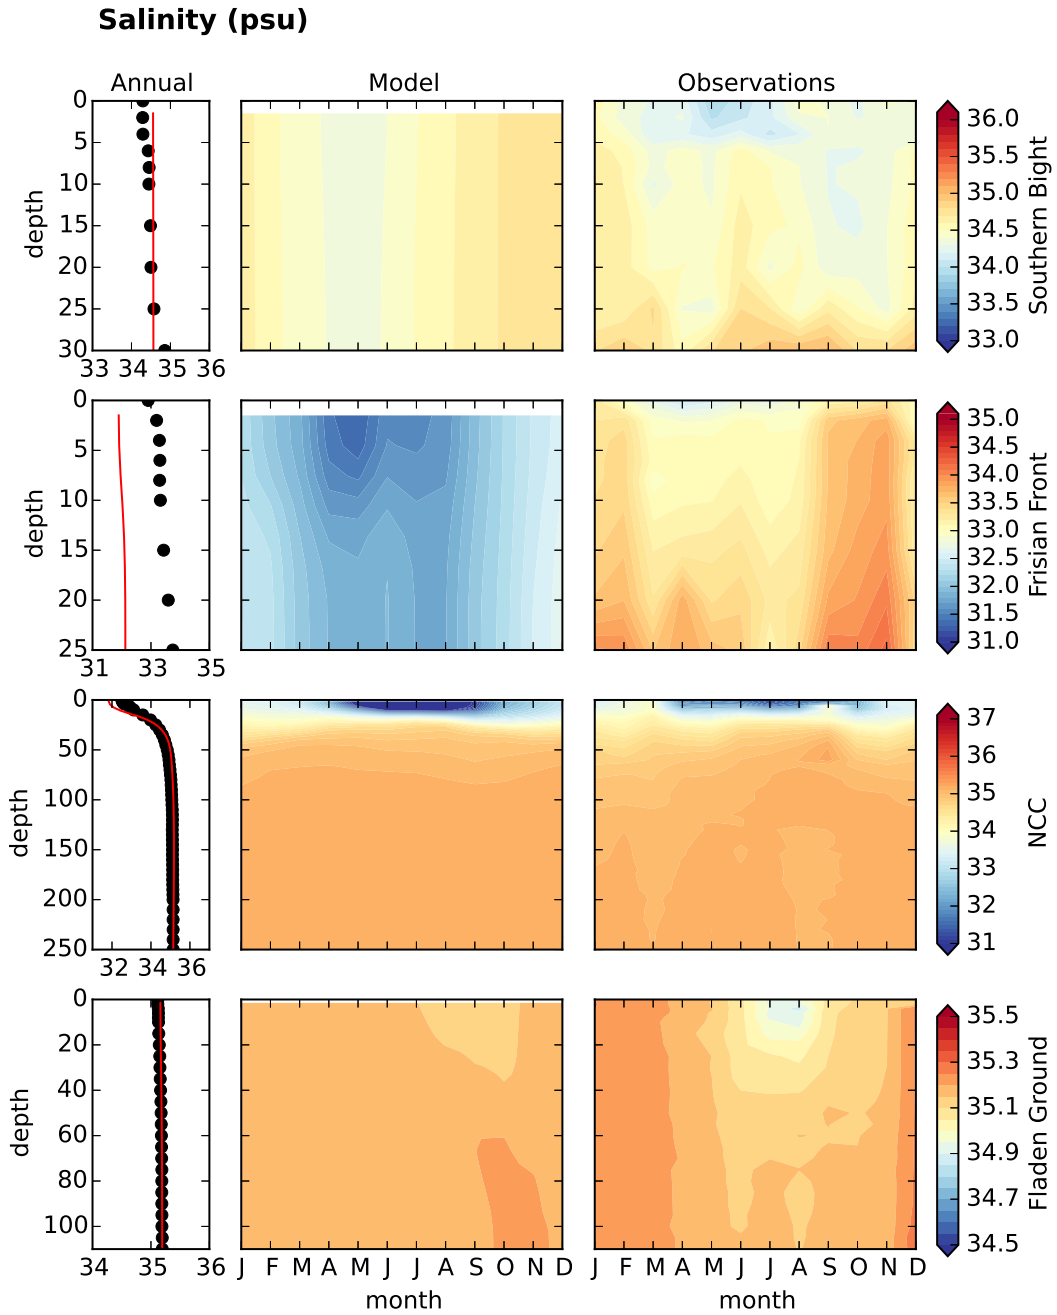 Salinity (psu)
Annual Model Observations
0 5 10 15 20 25 30
depth
33 34 35 36
36.0 35.5 35.0 34.5 34.0 33.5 33.0
Southern Bight
0 5 10 15 20 25
depth
31 33 35
35.0 34.5 34.0 33.5 33.0 32.5 32.0 31.5 31.0
Frisian Front
0 50 100 150 200 250
depth
32 34 36
37 36 35 34 33 32 31
NCC
0 20 40 60 80 100
depth
34 35 36
J F M A M J J A S O N D
month
J F M A M J J A S O N D
month
35.5 35.3 35.1 34.9 34.7 34.5
Fladen Ground